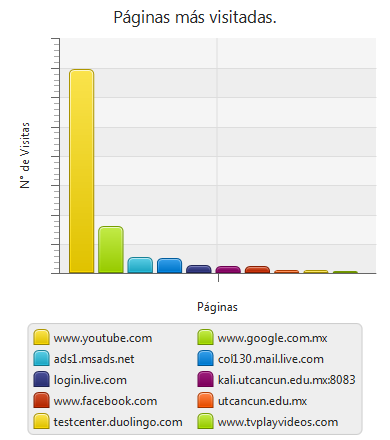 Páginas más visitadas.
N° de Visitas
Páginas
www.youtube.com
www.google.com.mx
ads1.msads.net
col130.mail.live.com
login.live.com
kali.utcancun.edu.mx:8083
www.facebook.com
utcancun.edu.mx
testcenter.duolingo.com
www.tvplayvideos.com